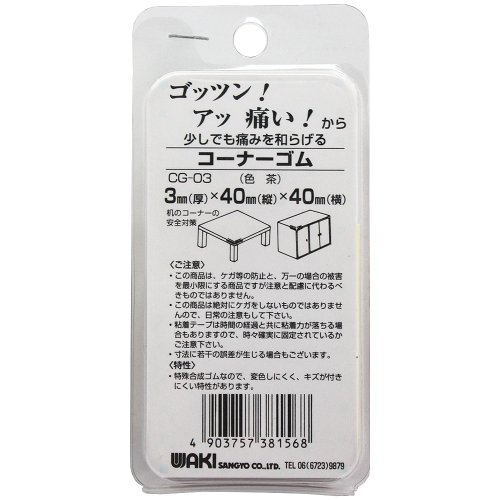 ゴッツン!
アッ 痛い!から
少しでも痛みを和らげる
コーナーゴム
CG-03 (色 茶)
3mm(厚)×40mm(縦)×40mm(横)
机のコーナーの
安全対策
〈ご注意〉
・この商品は、ケガ等の防止と、万一の場合の被害
を最小限にする商品ですが注意と配慮に代わるべ
きものではありません。
・この商品は絶対にケガをしないものではありませ
んので、日常の注意もして下さい。
・粘着テープは時間の経過と共に粘着力が落ちる場
合もありますので、時々確実に固定されているか
ご注意下さい。
・寸法に若干の誤差が生じる場合もございます。
〈特性〉
・特殊合成ゴムなので、変色しにくく、キズが付き
にくい特性があります。
4 903757 381568
WAKI SANGYO CO.,LTD. TEL 06(6723)9879